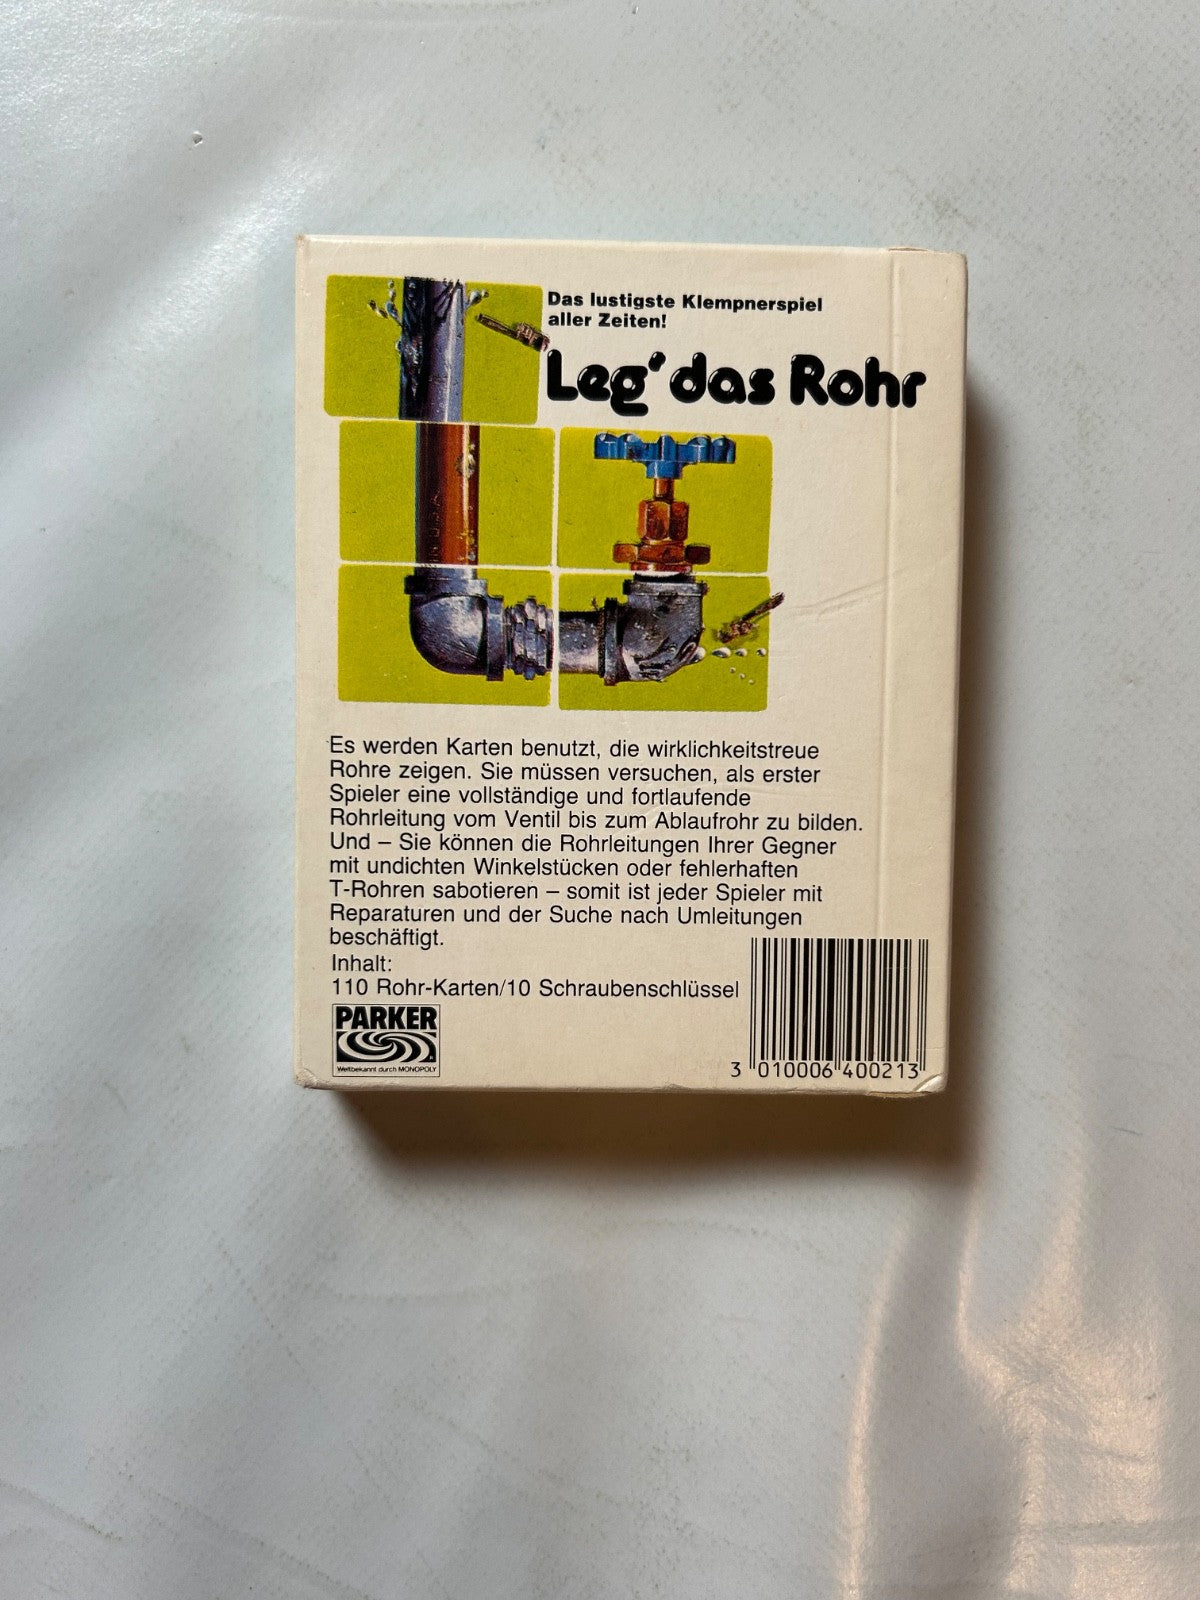 Das lustigste Klempnerspiel
aller Zeiten!
Leg' das Rohr
Es werden Karten benutzt, die wirklichkeitstreue
Rohre zeigen. Sie müssen versuchen, als erster
Spieler eine vollständige und fortlaufende
Rohrleitung vom Ventil bis zum Ablaufrohr zu bilden.
Und – Sie können die Rohrleitungen Ihrer Gegner
mit undichten Winkelstücken oder fehlerhaften
T-Rohren sabotieren – somit ist jeder Spieler mit
Reparaturen und der Suche nach Umleitungen
beschäftigt.
Inhalt:
110 Rohr-Karten/10 Schraubenschlüssel
PARKER
Weltbekannt durch MONOPOLY
3 010006 400213